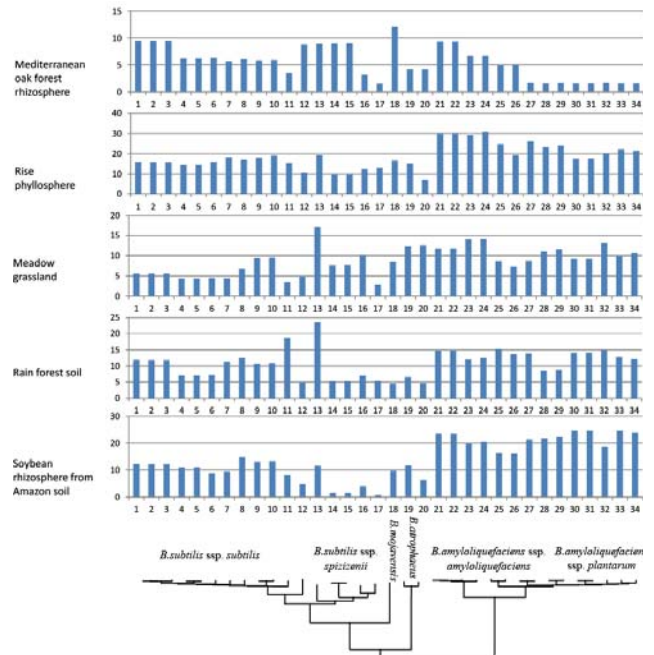 15
10
5
0
Mediterranean
oak forest
rhizosphere
1 2 3 4 5 6 7 8 9 10 11 12 13 14 15 16 17 18 19 20 21 22 23 24 25 26 27 28 29 30 31 32 33 34
40
30
20
10
0
Rise
phyllosphere
1 2 3 4 5 6 7 8 9 10 11 12 13 14 15 16 17 18 19 20 21 22 23 24 25 26 27 28 29 30 31 32 33 34
20
15
10
5
0
Meadow
grassland
1 2 3 4 5 6 7 8 9 10 11 12 13 14 15 16 17 18 19 20 21 22 23 24 25 26 27 28 29 30 31 32 33 34
25
20
15
10
5
0
Rain forest soil
1 2 3 4 5 6 7 8 9 10 11 12 13 14 15 16 17 18 19 20 21 22 23 24 25 26 27 28 29 30 31 32 33 34
30
20
10
0
Soybean
rhizosphere from
Amazon soil
1 2 3 4 5 6 7 8 9 10 11 12 13 14 15 16 17 18 19 20 21 22 23 24 25 26 27 28 29 30 31 32 33 34
B.subtilis ssp. subtilis
B.subtilis ssp.
spizizenii
B.mojavensis
B.atrophaeus
B.amyloliquefaciens ssp.
amyloliquefaciens
B.amyloliquefaciens
ssp. plantarum